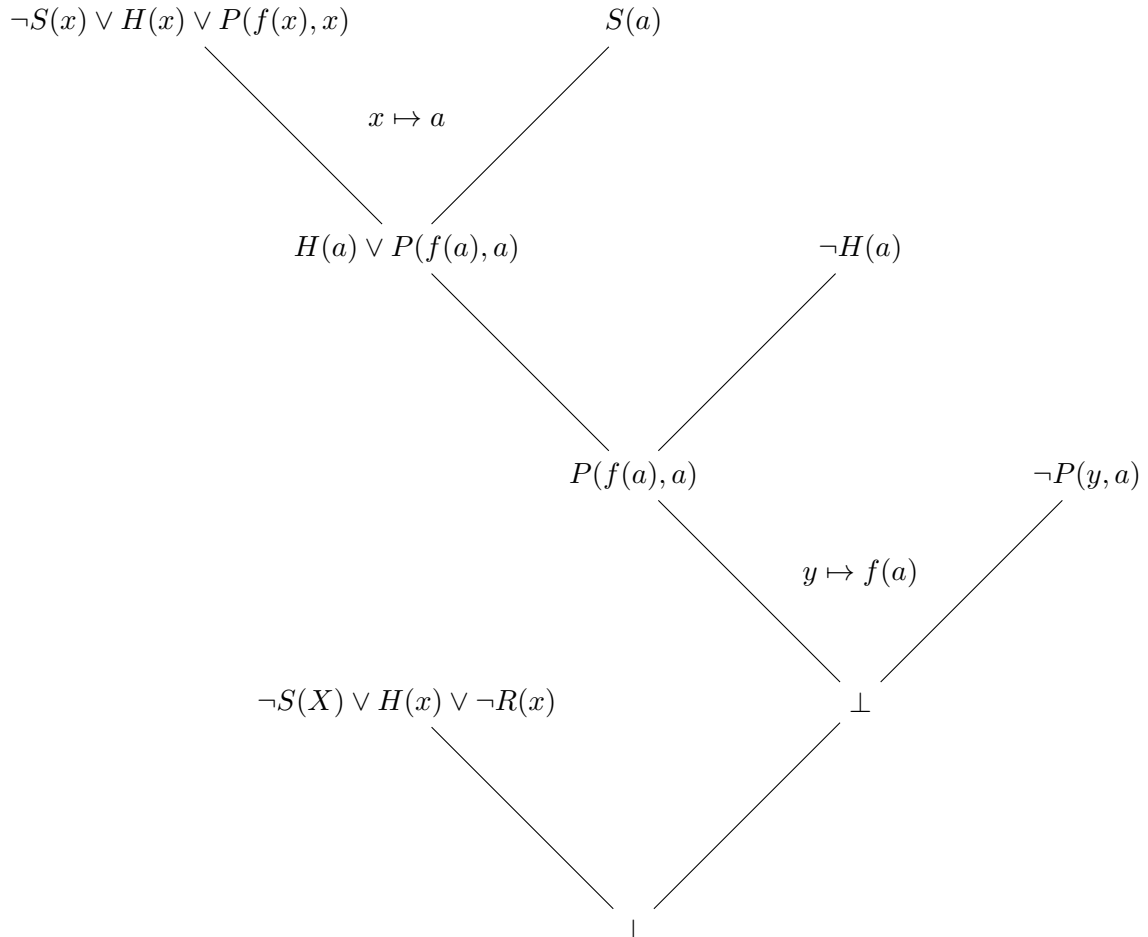 ¬S(x) ∨ H(x) ∨ P(f(x), x) S(a)
x ↦ a
H(a) ∨ P(f(a), a) ¬H(a)
P(f(a), a) ¬P(y, a)
y ↦ f(a)
¬S(X) ∨ H(x) ∨ ¬R(x) ⊥